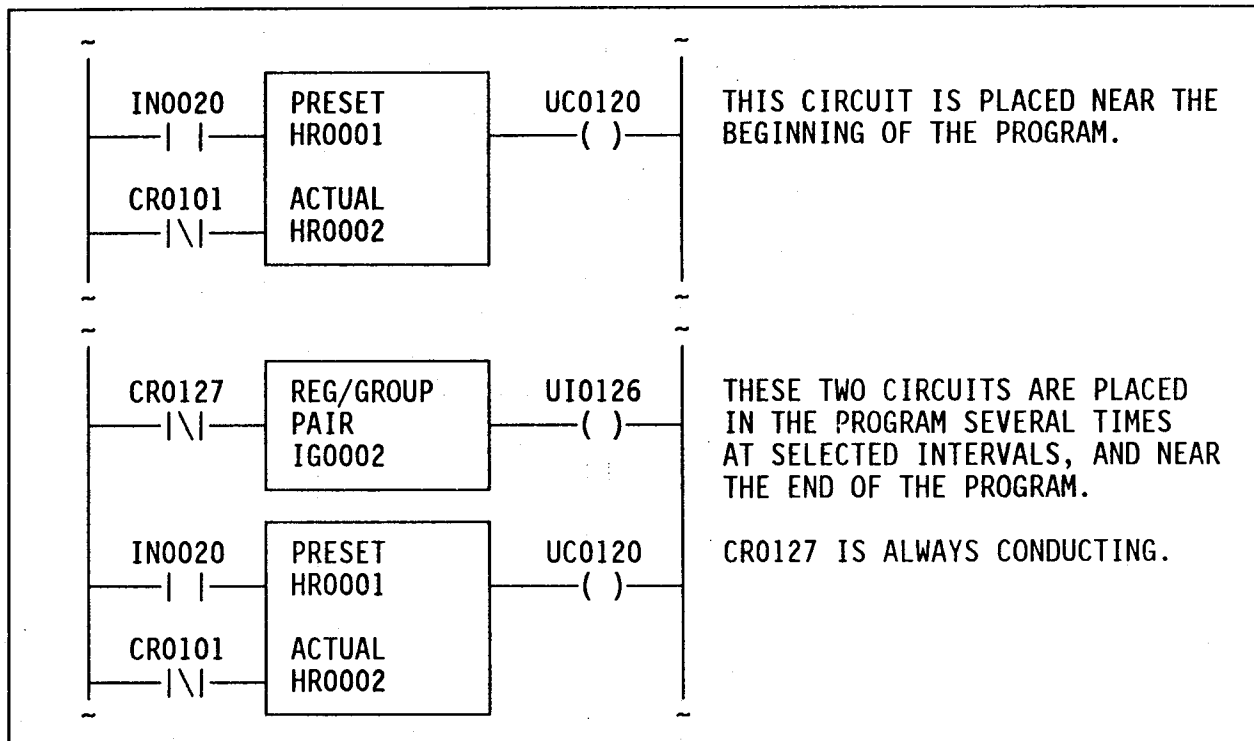 IN0020 PRESET UC0120 THIS CIRCUIT IS PLACED NEAR THE
HR0001 BEGINNING OF THE PROGRAM.
CR0101 ACTUAL
HR0002
CR0127 REG/GROUP UI0126 THESE TWO CIRCUITS ARE PLACED
PAIR IN THE PROGRAM SEVERAL TIMES
IG0002 AT SELECTED INTERVALS, AND NEAR
THE END OF THE PROGRAM.
IN0020 PRESET UC0120 CR0127 IS ALWAYS CONDUCTING.
HR0001
CR0101 ACTUAL
HR0002